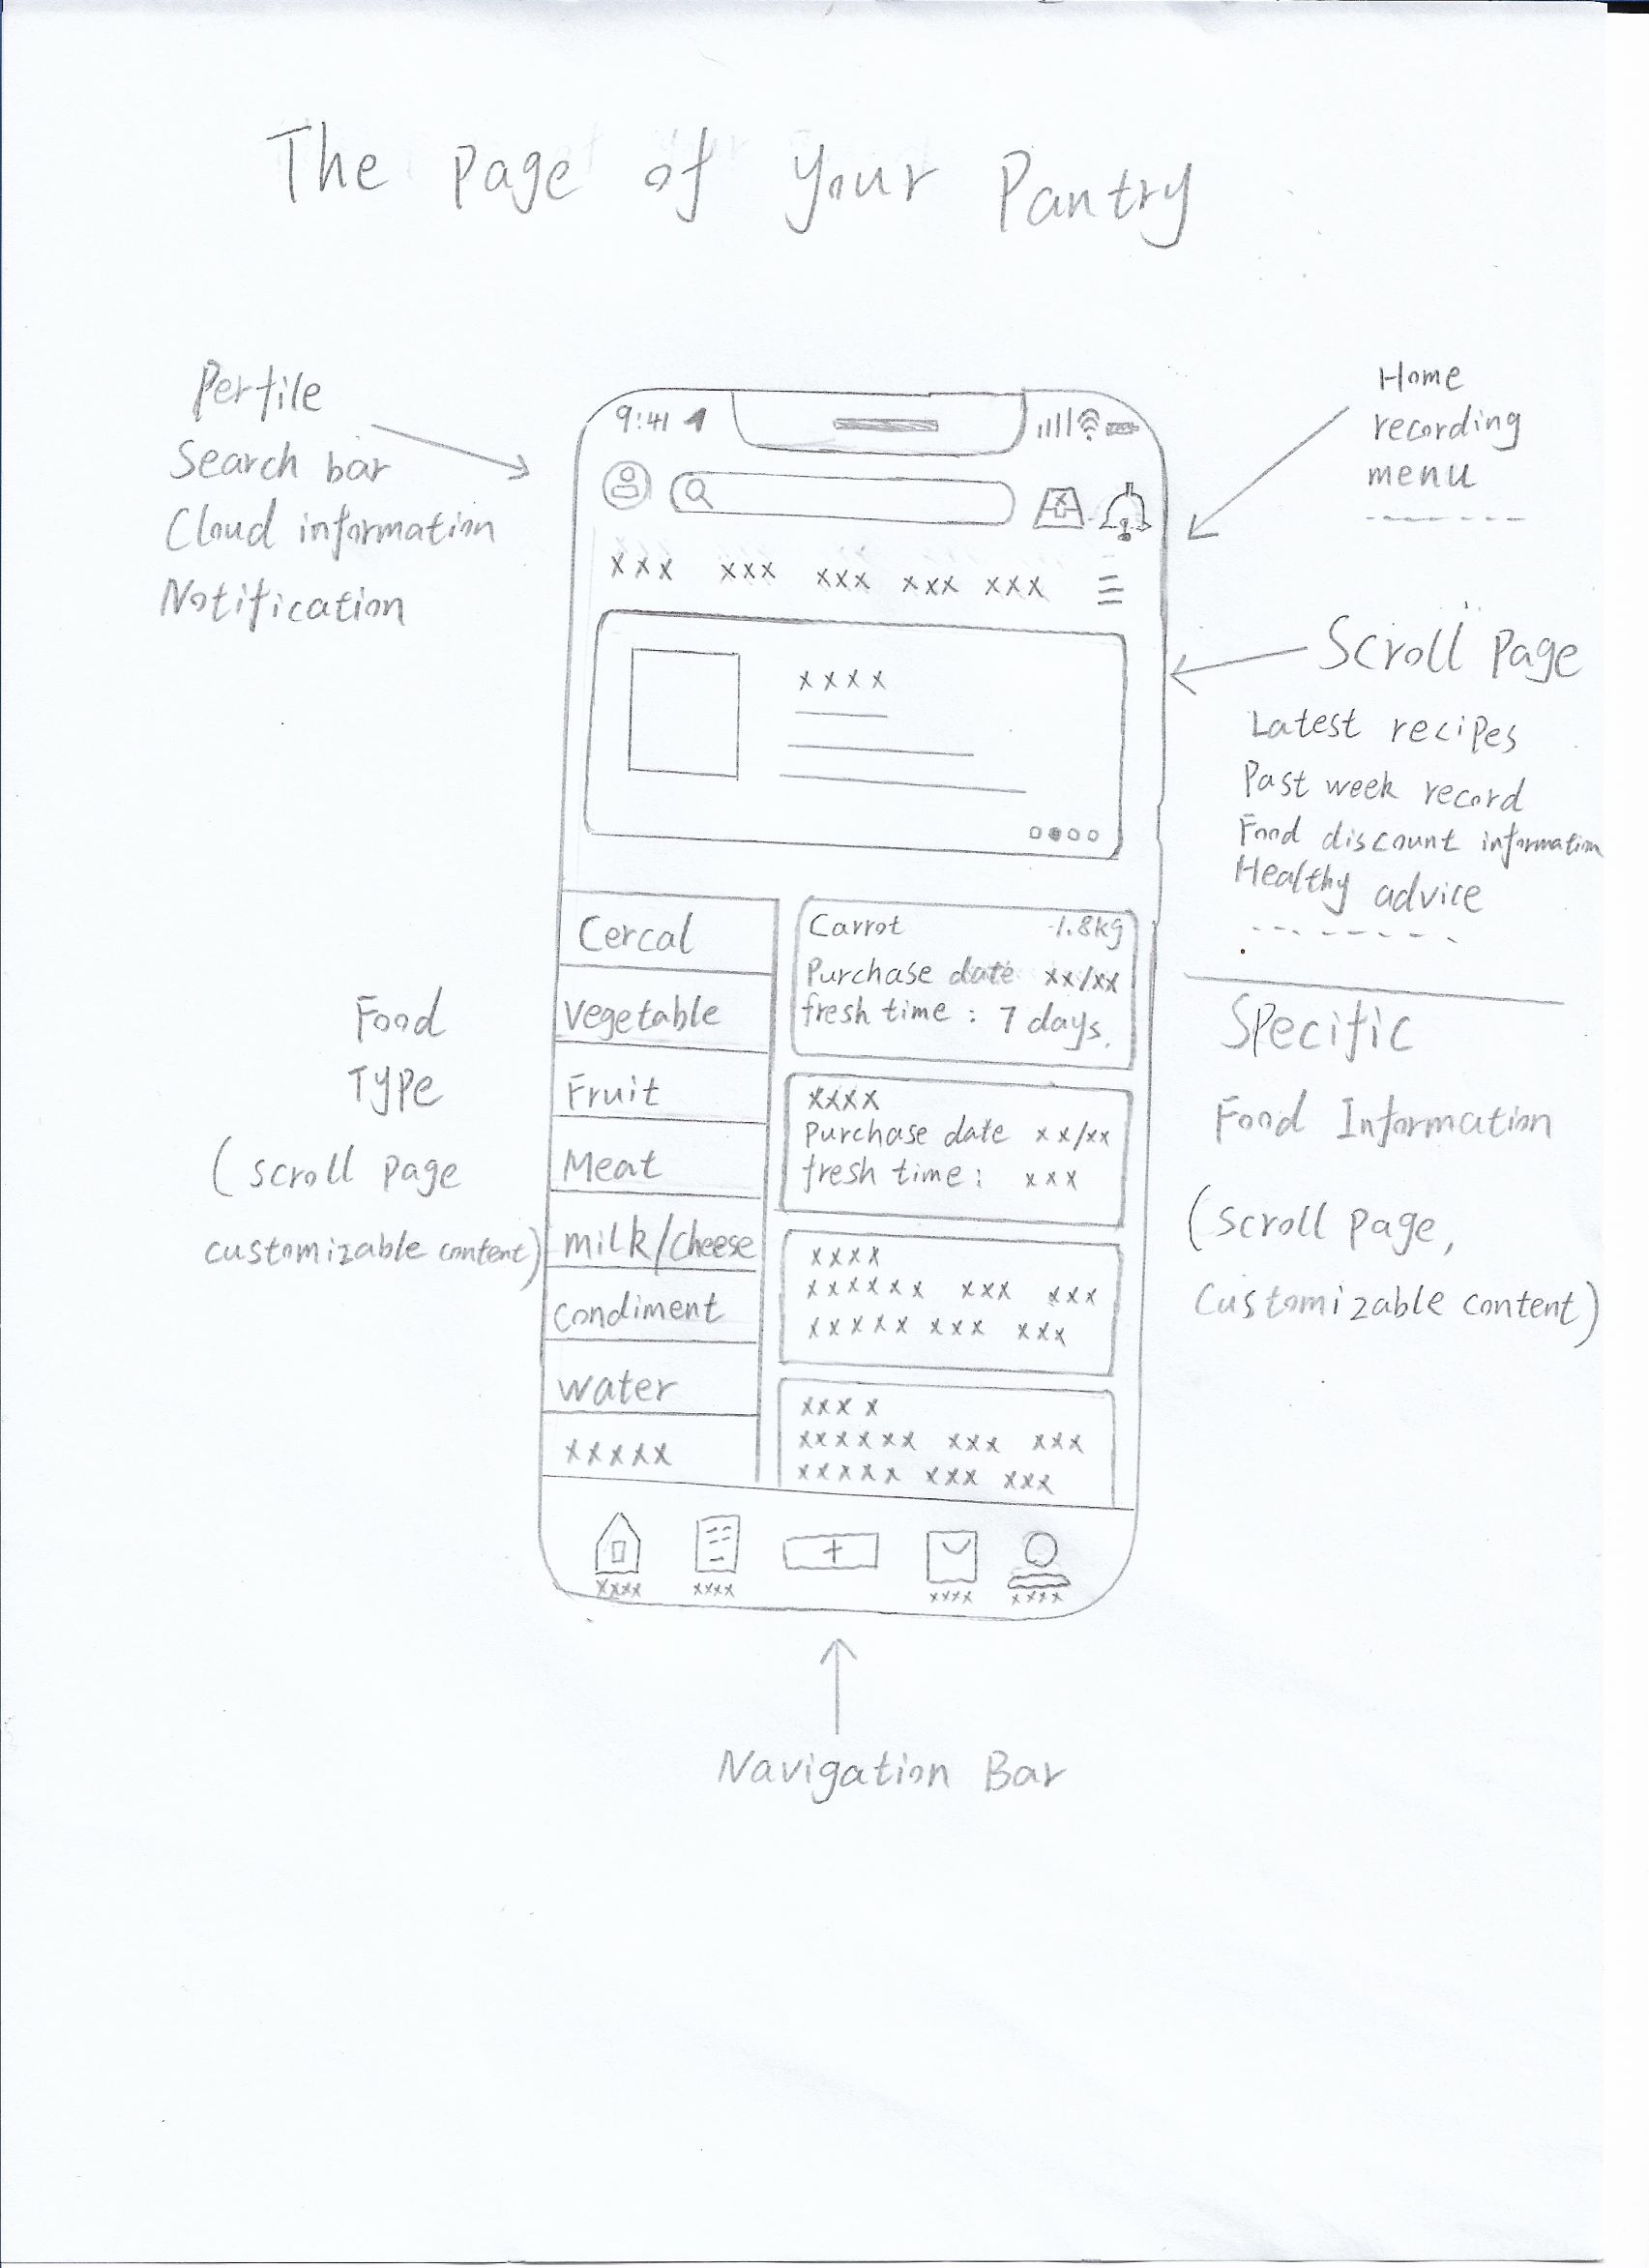 The Page of your Pantry
Perfile
Search bar
Cloud information
Notification
Home
recording
menu
9:41
xxx xxx xxx xxx xxx
Scroll Page
Latest recipes
Past week record
Food discount information
Healthy advice
xxxx
Food
Type
(scroll page
customizable content)
Cercal
Vegetable
Fruit
Meat
milk/cheese
Condiment
water
xxxxx
Carrot 1.8kg
Purchase date xx/xx
fresh time : 7 days.
xxxx
Purchase date xx/xx
fresh time : xxx
xxxx
xxxxxx xxx xxx
xxxxx xxx xxx
xxxx
xxxxxx xxx xxx
xxxxx xxx xxx
Specific
Food Information
(scroll page,
Customizable content)
+
xxxx xxxx xxxx xxxx
Navigation Bar